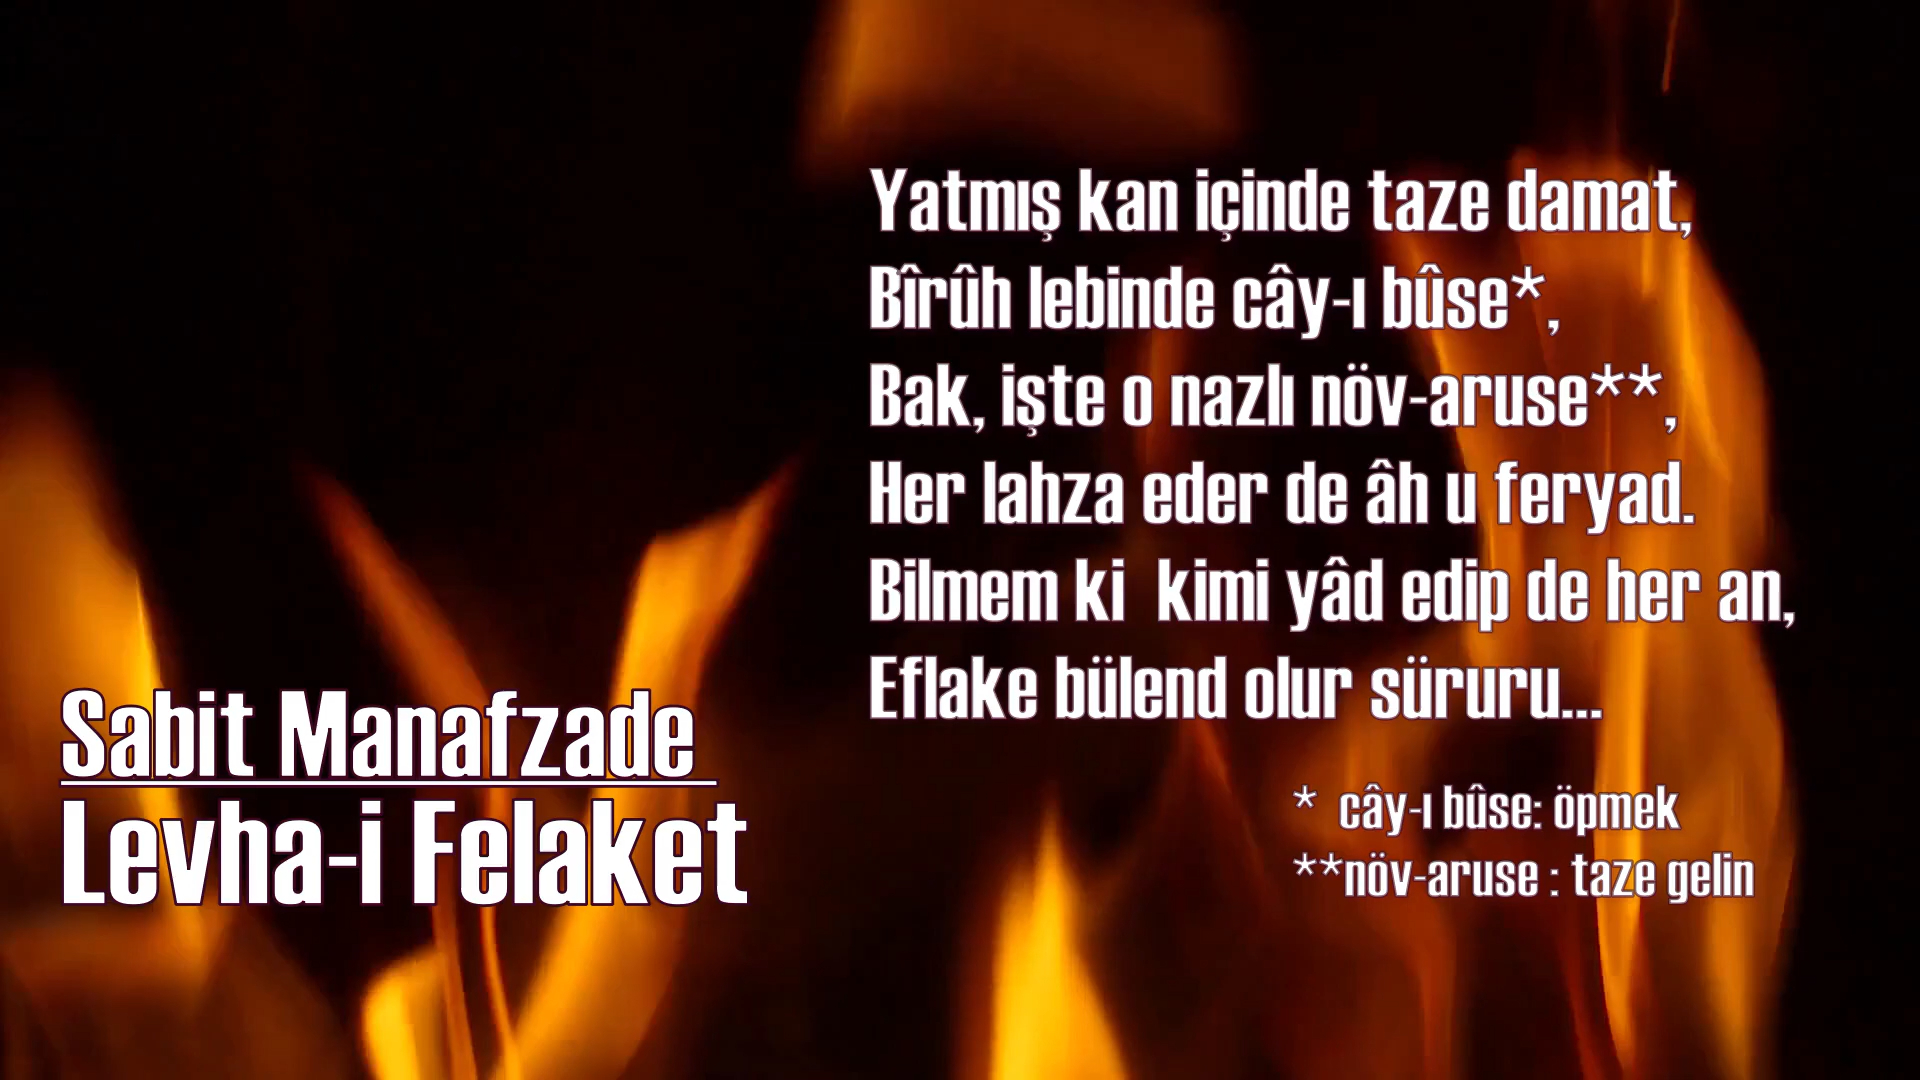 Yatmış kan içinde taze damat,
Bîrûh lebinde cây-ı bûse*,
Bak, işte o nazlı növ-aruse**,
Her lahza eder de âh u feryad.
Bilmem ki  kimi yâd edip de her an,
Eflake bülend olur süruru...
Sabit Manafzade
Levha-i Felaket
*  cây-ı bûse: öpmek
**növ-aruse : taze gelin